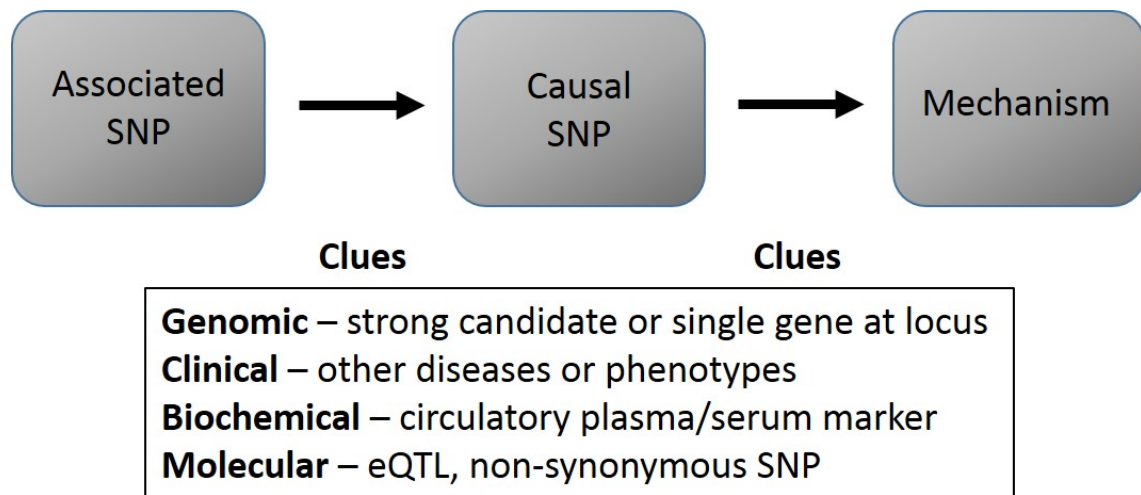 Associated
SNP
Causal
SNP
Mechanism
Clues
Clues
Genomic – strong candidate or single gene at locus
Clinical – other diseases or phenotypes
Biochemical – circulatory plasma/serum marker
Molecular – eQTL, non-synonymous SNP